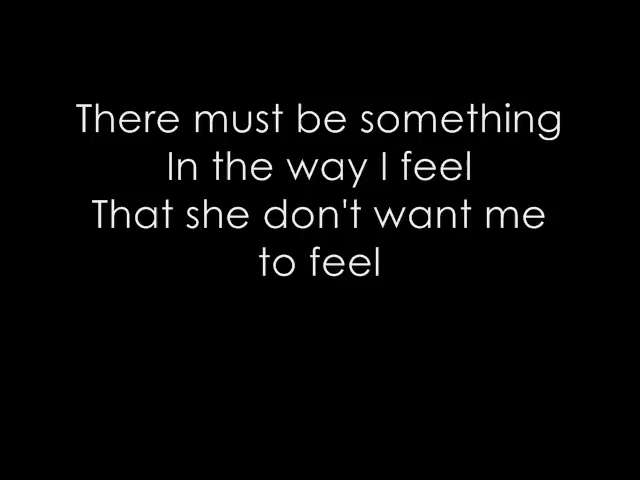 There must be something
In the way I feel
That she don't want me
to feel